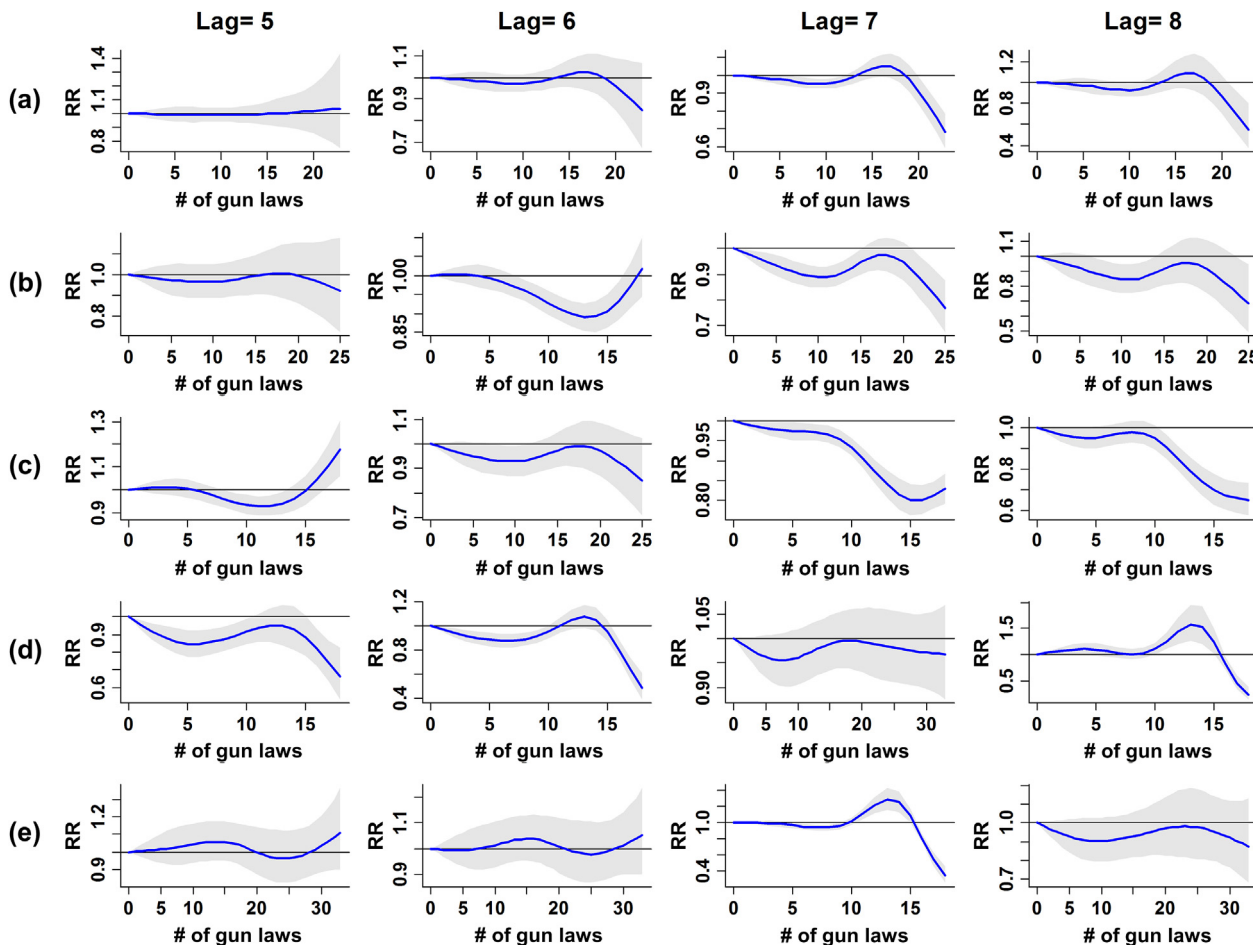 Lag= 5 Lag= 6 Lag= 7 Lag= 8
(a)
RR 0.8 1.0 1.1 1.4
0 5 10 15 20
# of gun laws
RR 0.7 0.9 1.1
0 5 10 15 20
# of gun laws
RR 0.6 0.9
0 5 10 15 20
# of gun laws
RR 0.4 0.8 1.2
0 5 10 15 20
# of gun laws
(b)
RR 0.8 1.0
0 5 10 15 20 25
# of gun laws
RR 0.85 1.00
0 5 10 15
# of gun laws
RR 0.7 0.9
0 5 10 15 20 25
# of gun laws
RR 0.5 0.8 1.1
0 5 10 15 20 25
# of gun laws
(c)
RR 0.9 1.1 1.3
0 5 10 15
# of gun laws
RR 0.7 0.9 1.1
0 5 10 15 20 25
# of gun laws
RR 0.80 0.95
0 5 10 15
# of gun laws
RR 0.6 0.8 1.0
0 5 10 15
# of gun laws
(d)
RR 0.6 0.9
0 5 10 15
# of gun laws
RR 0.4 0.8 1.2
0 5 10 15
# of gun laws
RR 0.90 1.05
0 5 10 20 30
# of gun laws
RR 0.5 1.5
0 5 10 15
# of gun laws
(e)
RR 0.9 1.2
0 5 10 20 30
# of gun laws
RR 0.9 1.1
0 5 10 20 30
# of gun laws
RR 0.4 1.0
0 5 10 15
# of gun laws
RR 0.7 1.0
0 5 10 20 30
# of gun laws